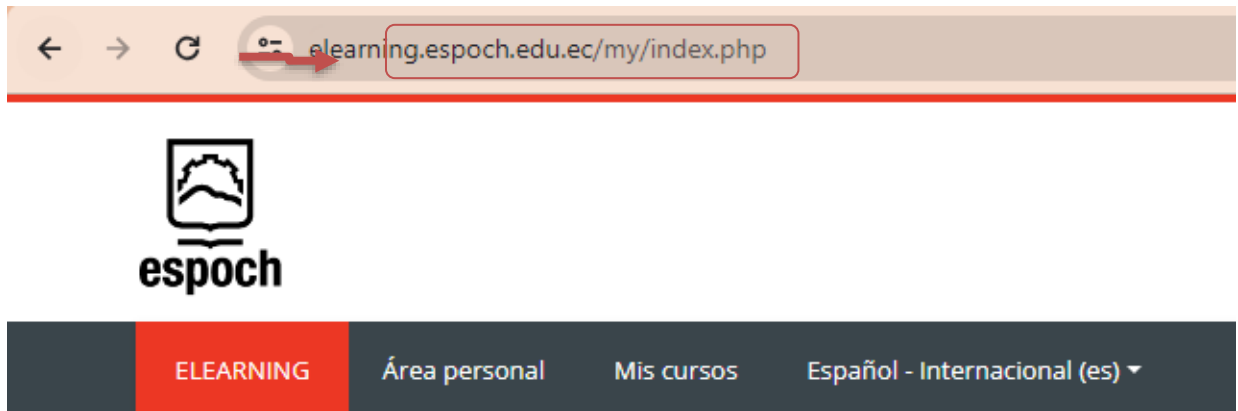 elearning.espoch.edu.ec/my/index.php
espoch
ELEARNING Área personal Mis cursos Español - Internacional (es)